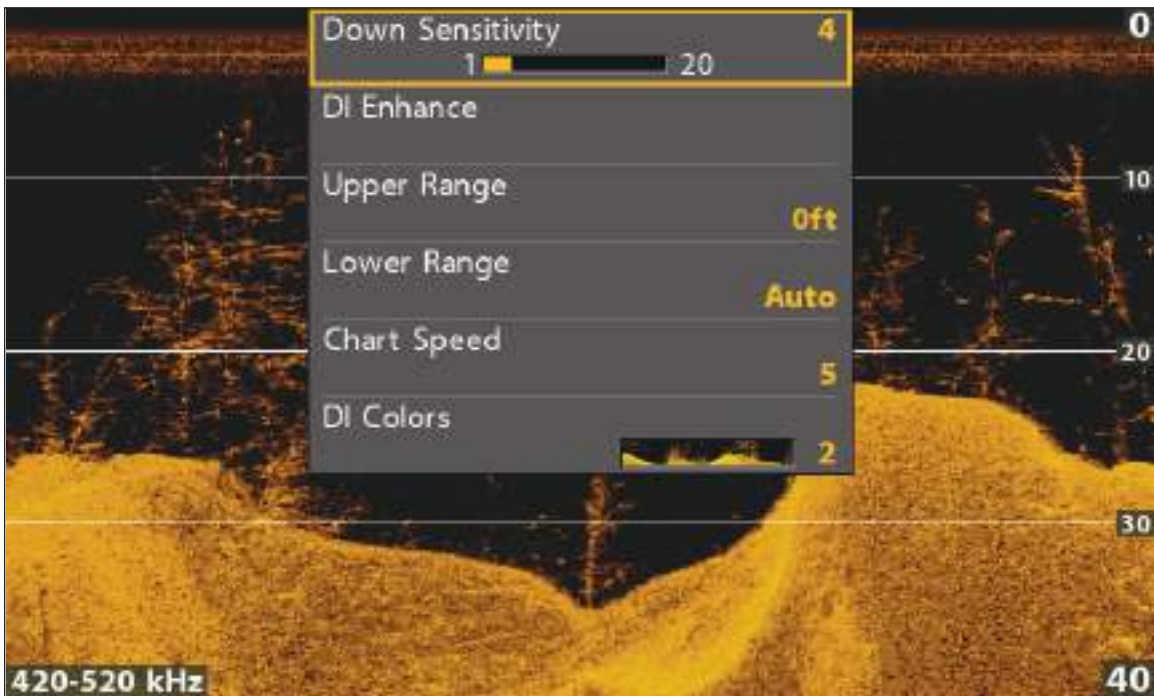 Down Sensitivity 4
1 20
DI Enhance
Upper Range
0ft
Lower Range
Auto
Chart Speed
5
DI Colors
2
0
10
20
30
40
420-520 kHz